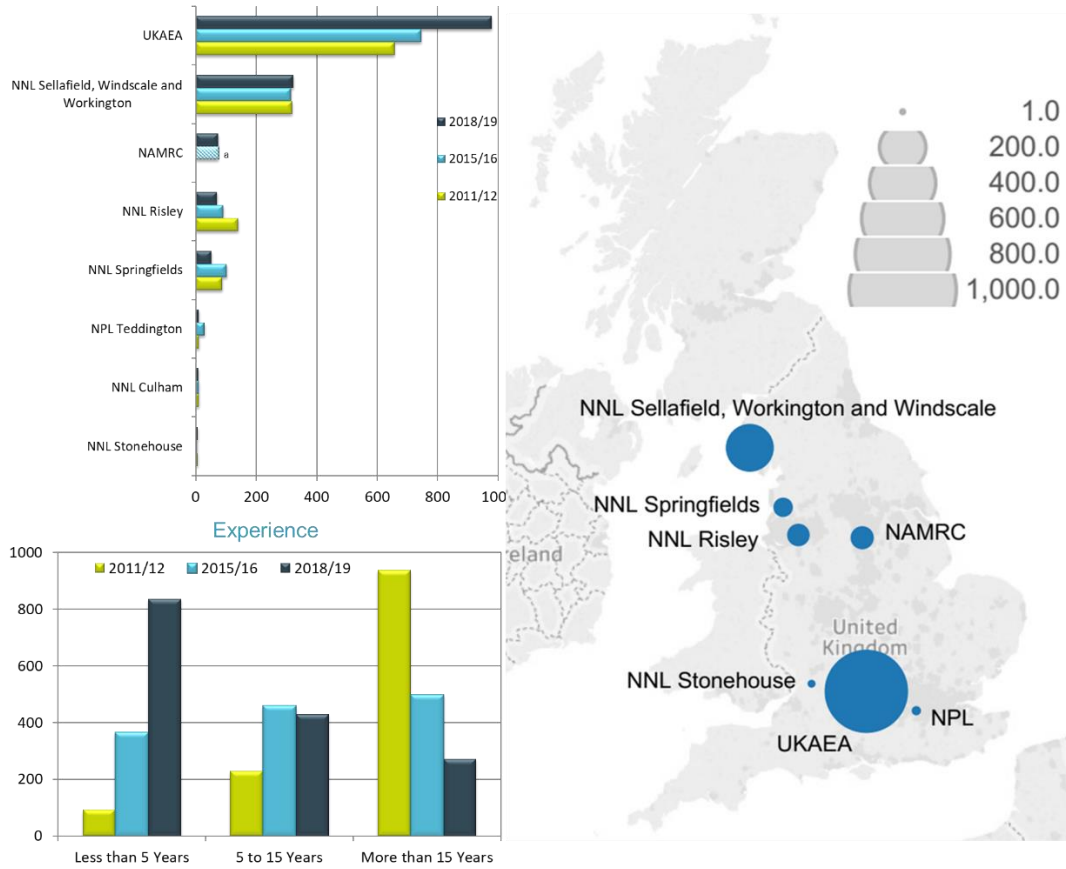 UKAEA
NNL Sellafield, Windscale and
Workington
NAMRC
a
NNL Risley
NNL Springfields
NPL Teddington
NNL Culham
NNL Stonehouse
2018/19
2015/16
2011/12
0 200 400 600 800 100
Experience
2011/12 2015/16 2018/19
1000
800
600
400
200
0
Less than 5 Years 5 to 15 Years More than 15 Years
1.0
200.0
400.0
600.0
800.0
1,000.0
NNL Sellafield, Workington and Windscale
NNL Springfields
NNL Risley
NAMRC
eland
United
Kingdom
NNL Stonehouse
NPL
UKAEA